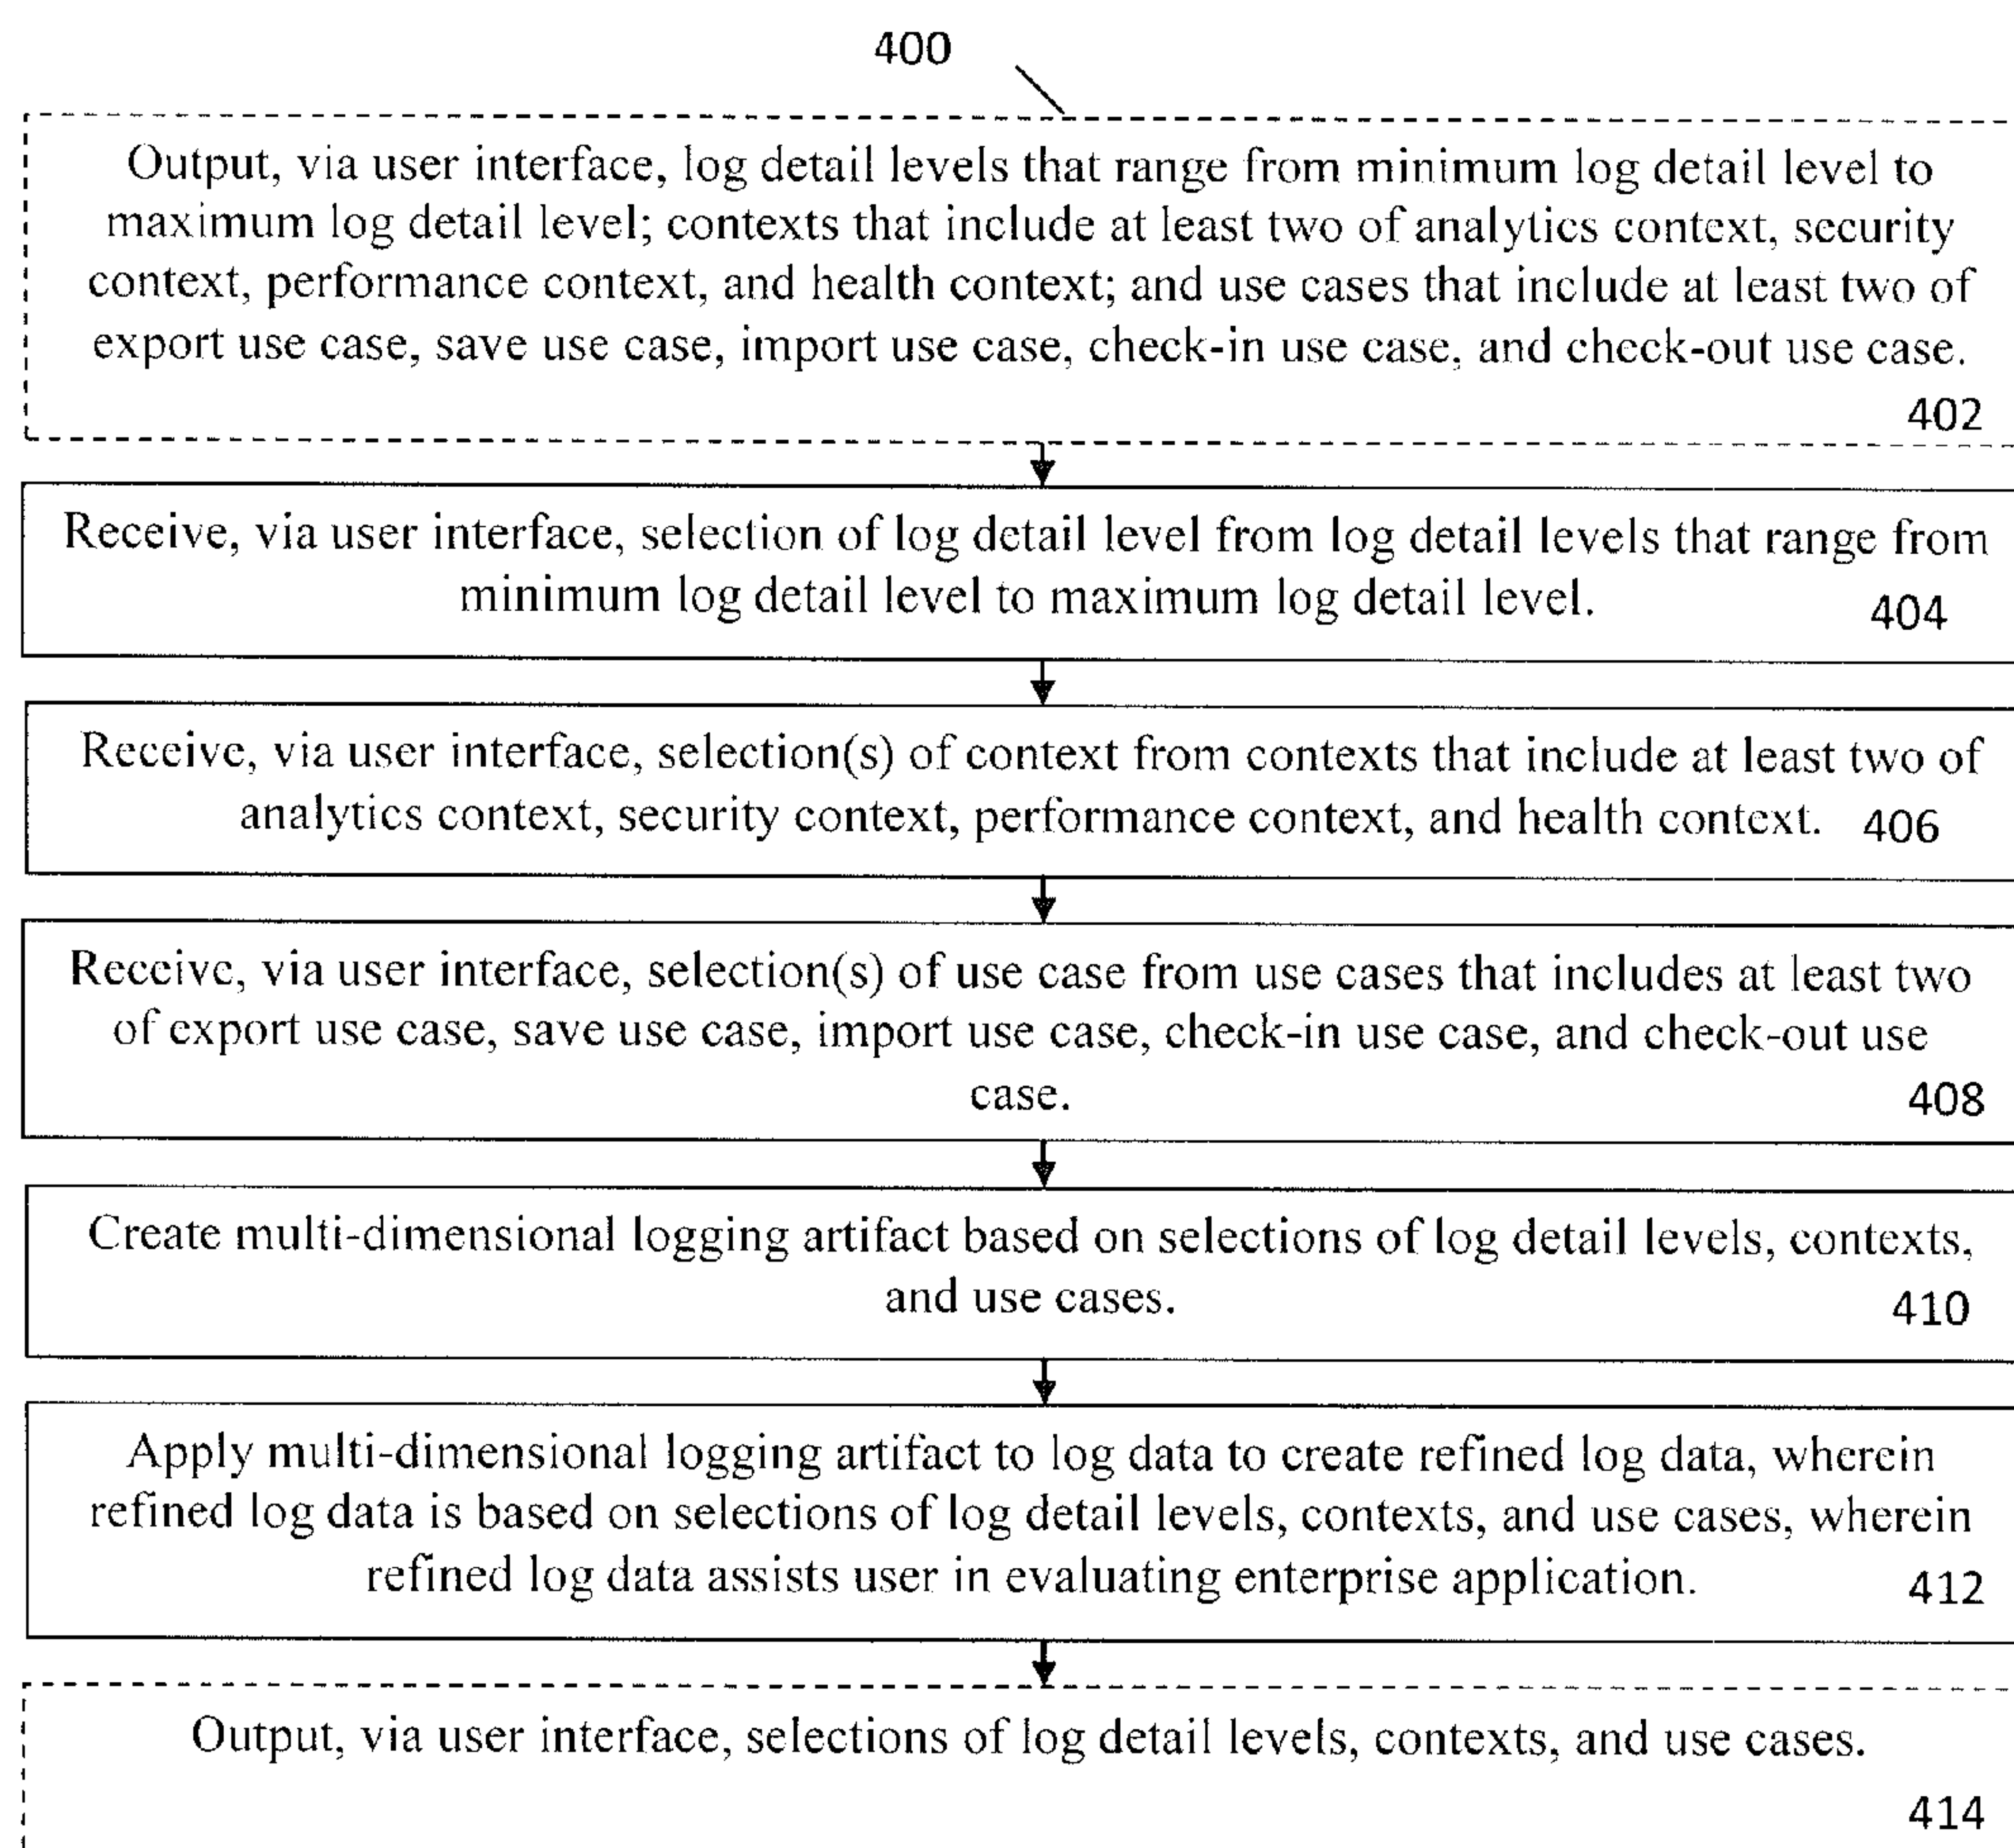 400
Output, via user interface, log detail levels that range from minimum log detail level to
maximum log detail level; contexts that include at least two of analytics context, security
context, performance context, and health context; and use cases that include at least two of
export use case, save use case, import use case, check-in use case, and check-out use case.
402
Receive, via user interface, selection of log detail level from log detail levels that range from
minimum log detail level to maximum log detail level.
404
Receive, via user interface, selection(s) of context from contexts that include at least two of
analytics context, security context, performance context, and health context.
406
Receive, via user interface, selection(s) of use case from use cases that includes at least two
of export use case, save use case, import use case, check-in use case, and check-out use
case.
408
Create multi-dimensional logging artifact based on selections of log detail levels, contexts,
and use cases.
410
Apply multi-dimensional logging artifact to log data to create refined log data, wherein
refined log data is based on selections of log detail levels, contexts, and use cases, wherein
refined log data assists user in evaluating enterprise application.
412
Output, via user interface, selections of log detail levels, contexts, and use cases.
414